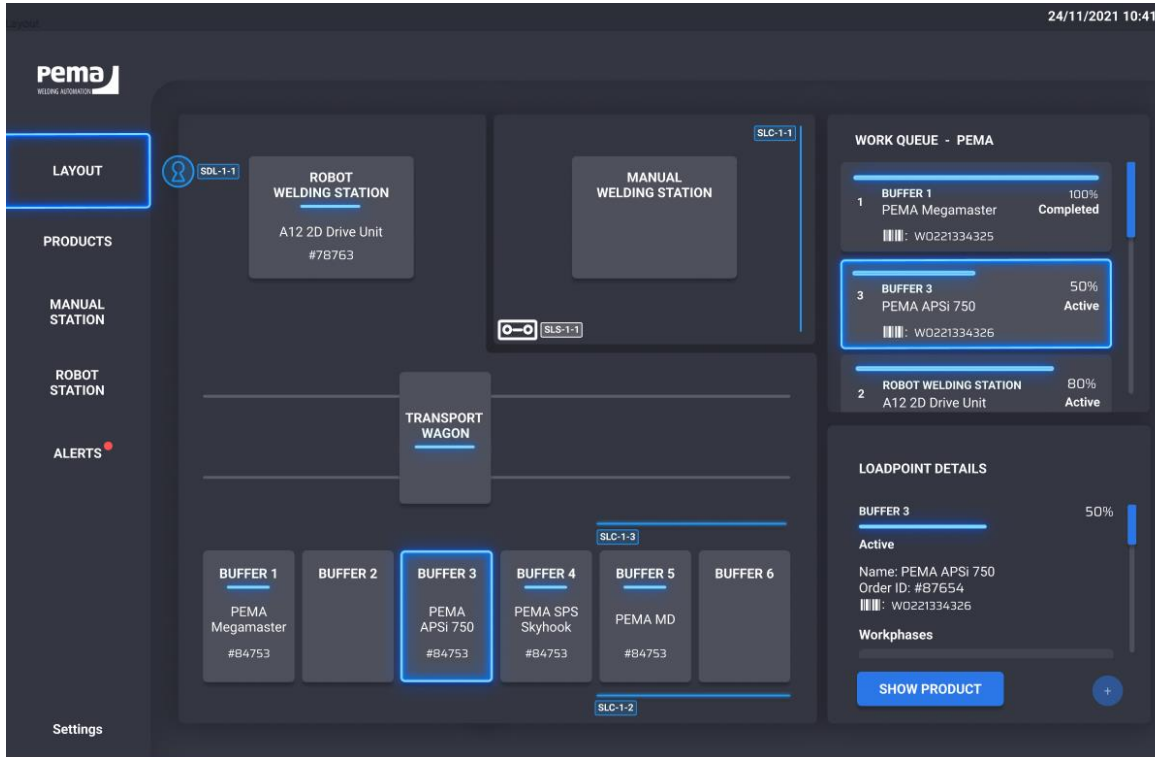 Layout
24/11/2021 10:41
Pema
WELDING AUTOMATION
LAYOUT
PRODUCTS
MANUAL
STATION
ROBOT
STATION
ALERTS
Settings
SDL-1-1
ROBOT
WELDING STATION
A12 2D Drive Unit
#78763
SLC-1-1
MANUAL
WELDING STATION
SLS-1-1
TRANSPORT
WAGON
SLC-1-3
BUFFER 1
PEMA
Megamaster
#84753
BUFFER 2
BUFFER 3
PEMA
APSi 750
#84753
BUFFER 4
PEMA SPS
Skyhook
#84753
BUFFER 5
PEMA MD
#84753
BUFFER 6
SLC-1-2
WORK QUEUE - PEMA
1
BUFFER 1 100%
PEMA Megamaster Completed
: WO221334325
3
BUFFER 3 50%
PEMA APSi 750 Active
: WO221334326
2
ROBOT WELDING STATION 80%
A12 2D Drive Unit Active
LOADPOINT DETAILS
BUFFER 3 50%
Active
Name: PEMA APSi 750
Order ID: #87654
: WO221334326
Workphases
SHOW PRODUCT
+